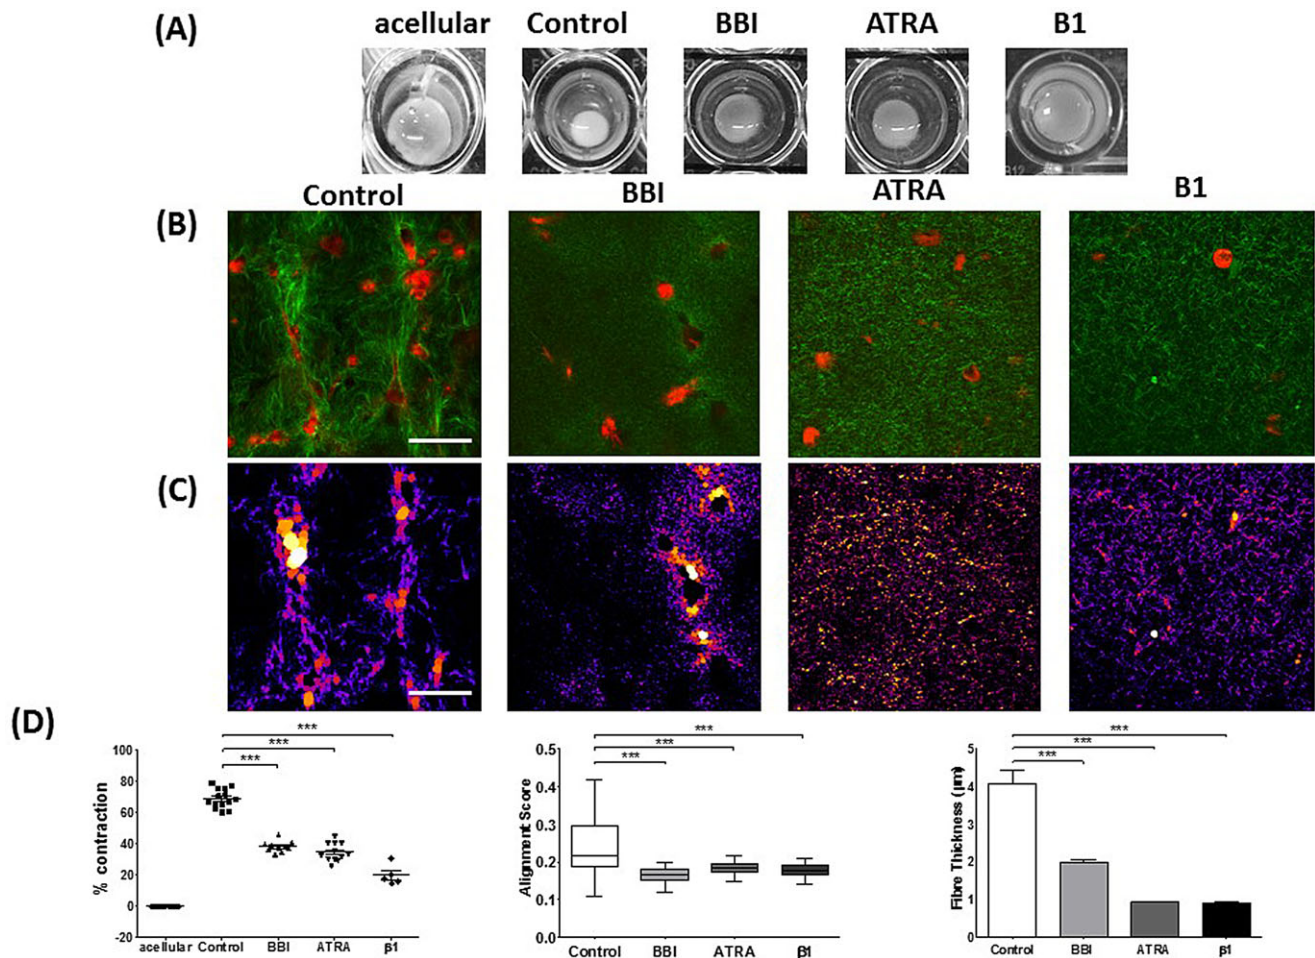 (A)
acellular Control BBI ATRA B1
Control BBI ATRA B1
(B)
(C)
(D)
***
***
***
% contraction
100
80
60
40
20
0
-20
acellular Control BBI ATRA β1
***
***
***
Alignment Score
0.5
0.4
0.3
0.2
0.1
0.0
Control BBI ATRA β1
***
***
***
Fibre Thickness (µm)
5
4
3
2
1
0
Control BBI ATRA β1